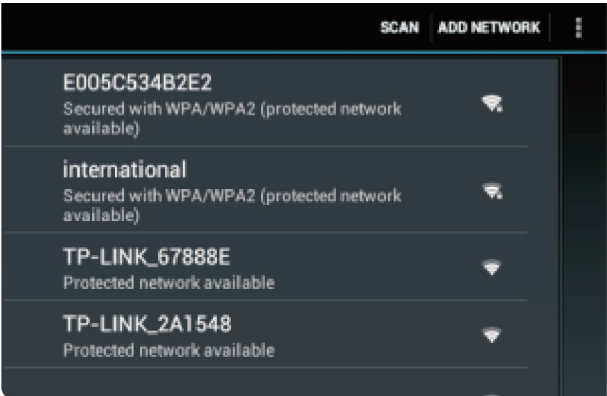 SCAN ADD NETWORK
E005C534B2E2
Secured with WPA/WPA2 (protected network
available)
international
Secured with WPA/WPA2 (protected network
available)
TP-LINK_67888E
Protected network available
TP-LINK_2A1548
Protected network available